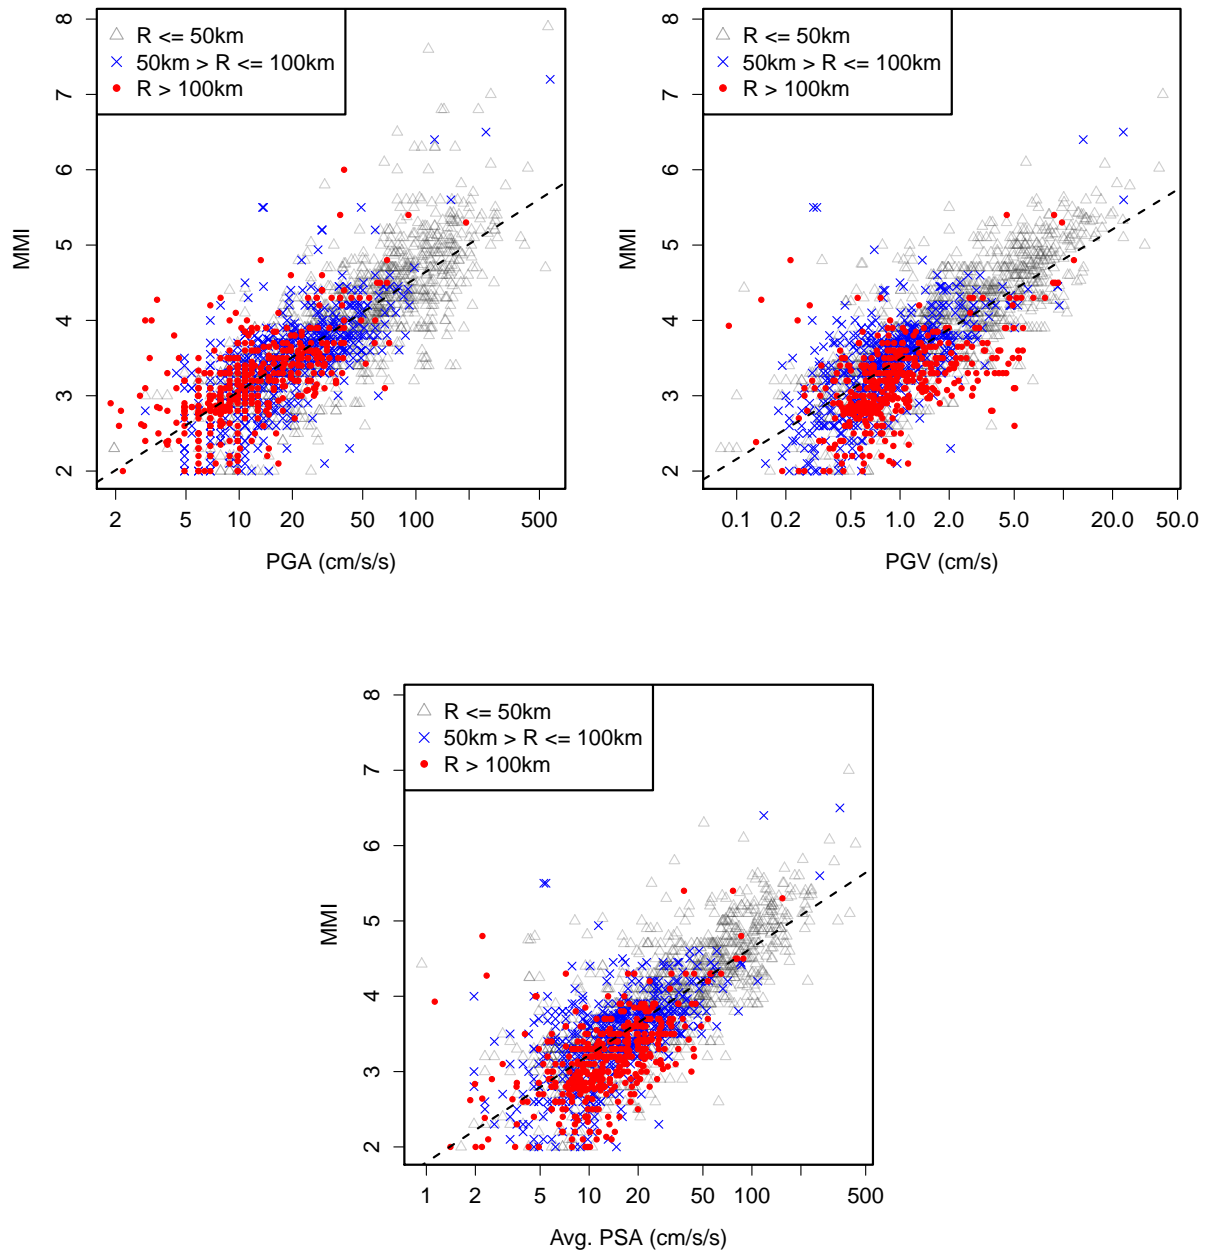 R <= 50km
50km > R <= 100km
R > 100km
8
7
6
5
4
3
2
MMI
2 5 10 20 50 100 500
PGA (cm/s/s)
R <= 50km
50km > R <= 100km
R > 100km
8
7
6
5
4
3
2
MMI
0.1 0.2 0.5 1.0 2.0 5.0 20.0 50.0
PGV (cm/s)
R <= 50km
50km > R <= 100km
R > 100km
8
7
6
5
4
3
2
MMI
1 2 5 10 20 50 100 500
Avg. PSA (cm/s/s)